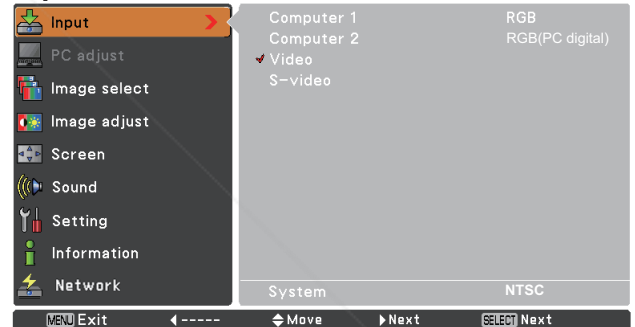 Input
PC adjust
Image select
Image adjust
Screen
Sound
Setting
Information
Network
Computer 1 RGB
Computer 2 RGB(PC digital)
Video
S-video
System NTSC
MENU Exit ----- Move Next SELECT Next